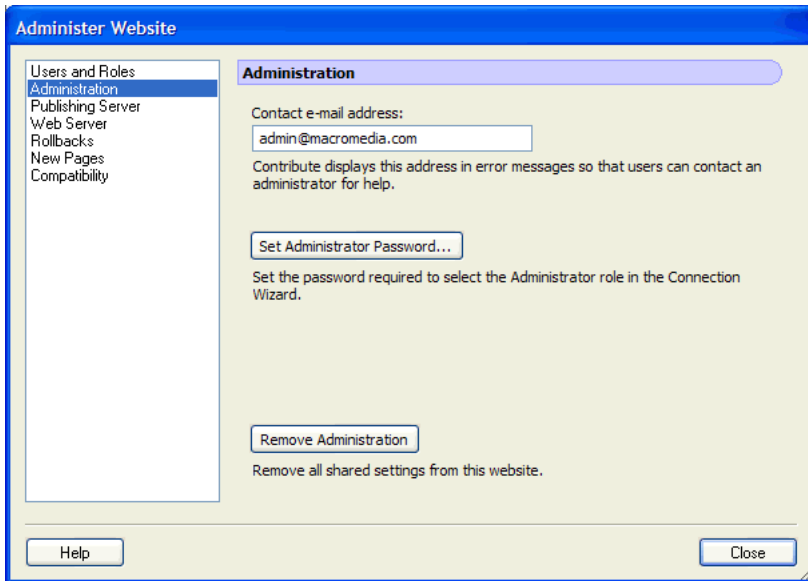 Administer Website
Users and Roles
Administration
Publishing Server
Web Server
Rollbacks
New Pages
Compatibility
Administration
Contact e-mail address:
admin@macromedia.com
Contribute displays this address in error messages so that users can contact an
administrator for help.
Set Administrator Password...
Set the password required to select the Administrator role in the Connection
Wizard.
Remove Administration
Remove all shared settings from this website.
Help
Close